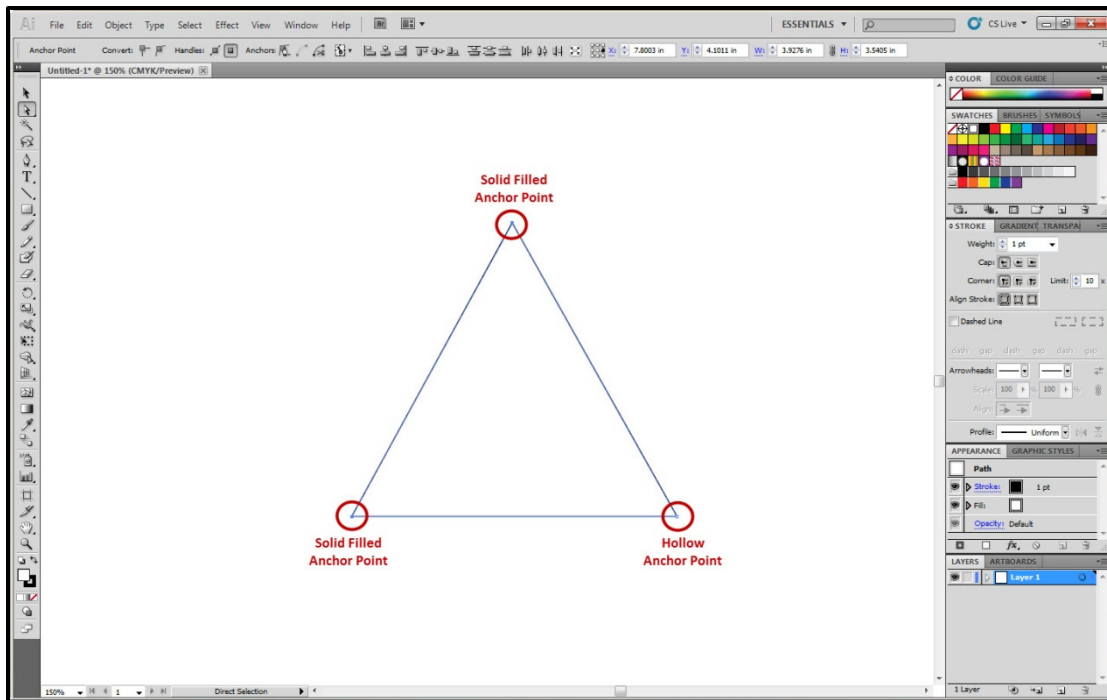 Ai File Edit Object Type Select Effect View Window Help Br ESSENTIALS CS Live
Anchor Point Convert: Handles: Anchors: X: 7.8003 in Y: 4.1011 in W: 3.9276 in H: 3.5405 in
Untitled-1* @ 150% (CMYK/Preview)
Solid Filled
Anchor Point
Solid Filled
Anchor Point
Hollow
Anchor Point
COLOR COLOR GUIDE
SWATCHES BRUSHES SYMBOLS
STROKE GRADIENT TRANSPA
Weight: 1 pt
Cap:
Corner: Limit: 10 x
Align Stroke:
Dashed Line
dash gap dash gap dash gap
Arrowheads:
Scale: 100 % 100 %
Align:
Profile: Uniform
APPEARANCE GRAPHIC STYLES
Path
Stroke: 1 pt
Fill:
Opacity: Default
fx
LAYERS ARTBOARDS
Layer 1
1 Layer
150% 1 Direct Selection